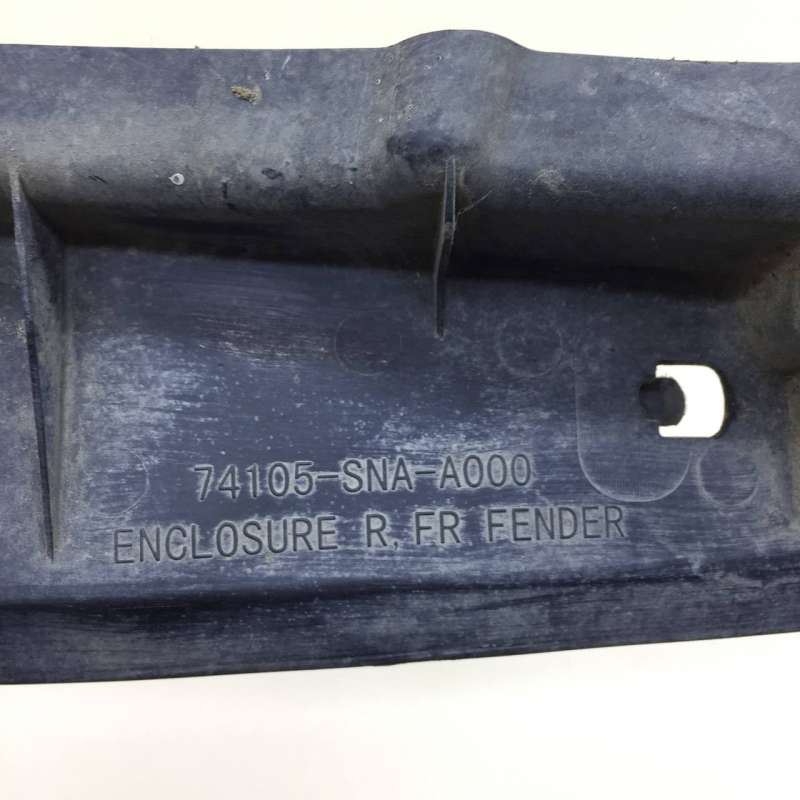 74105-SNA-A000
ENCLOSURE R, FR FENDER